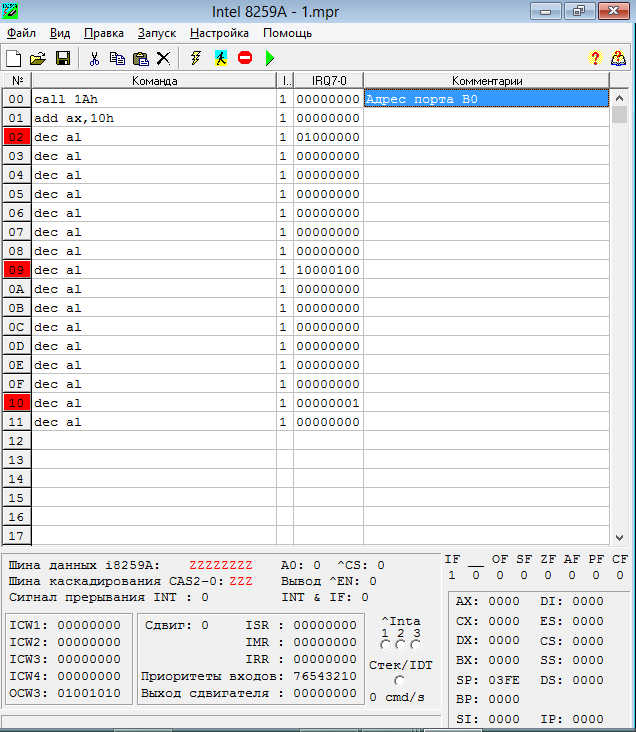 Intel 8259A - 1.mpr
Файл Вид Правка Запуск Настройка Помощь
№ Команда I.. IRQ7-0 Комментарии
00 call 1Ah 1 00000000 Адрес порта B0
01 add ax,10h 1 00000000
02 dec al 1 01000000
03 dec al 1 00000000
04 dec al 1 00000000
05 dec al 1 00000000
06 dec al 1 00000000
07 dec al 1 00000000
08 dec al 1 00000000
09 dec al 1 10000100
0A dec al 1 00000000
0B dec al 1 00000000
0C dec al 1 00000000
0D dec al 1 00000000
0E dec al 1 00000000
0F dec al 1 00000000
10 dec al 1 00000001
11 dec al 1 00000000
12
13
14
15
16
17
Шина данных i8259A: ZZZZZZZZ A0: 0 ^CS: 0
Шина каскадирования CAS2-0: ZZZ Вывод ^EN: 0
Сигнал прерывания INT : 0 INT & IF: 0
IF __ OF SF ZF AF PF CF
1 0 0 0 0 0 0 0
ICW1: 00000000
ICW2: 00000000
ICW3: 00000000
ICW4: 00000000
OCW3: 01001010
Сдвиг: 0 ISR : 00000000
IMR : 00000000
IRR : 00000000
Приоритеты входов: 76543210
Выход сдвигателя : 00000000
^Inta
1 2 3
Стек/IDT
0 cmd/s
AX: 0000 DI: 0000
CX: 0000 ES: 0000
DX: 0000 CS: 0000
BX: 0000 SS: 0000
SP: 03FE DS: 0000
BP: 0000
SI: 0000 IP: 0000